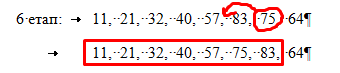 6 етап: → 11, 21, 32, 40, 57, 83, 75, 64¶
→ 11, 21, 32, 40, 57, 75, 83, 64¶